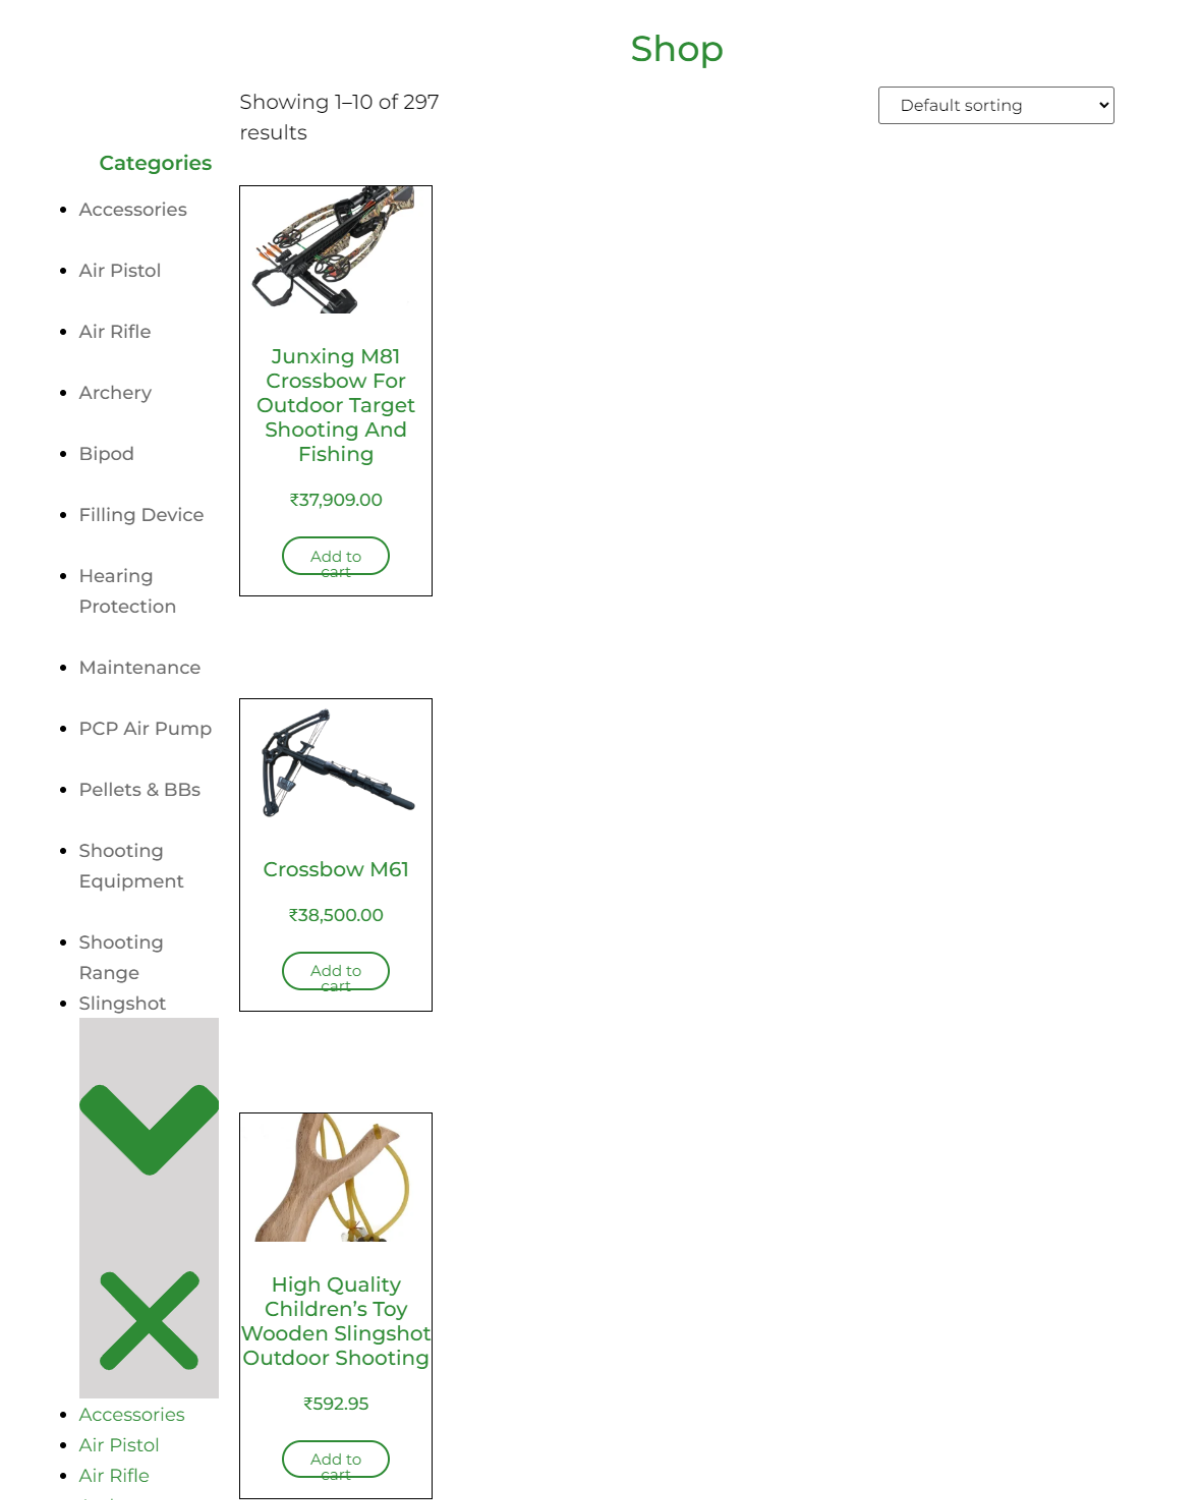 Shop
Showing 1–10 of 297
results
Default sorting
Categories
Accessories
Air Pistol
Air Rifle
Archery
Bipod
Filling Device
Hearing
Protection
Maintenance
PCP Air Pump
Pellets & BBs
Shooting
Equipment
Shooting
Range
Slingshot
Accessories
Air Pistol
Air Rifle
Junxing M81
Crossbow For
Outdoor Target
Shooting And
Fishing
₹37,909.00
Add to
cart
Crossbow M61
₹38,500.00
Add to
cart
High Quality
Children’s Toy
Wooden Slingshot
Outdoor Shooting
₹592.95
Add to
cart